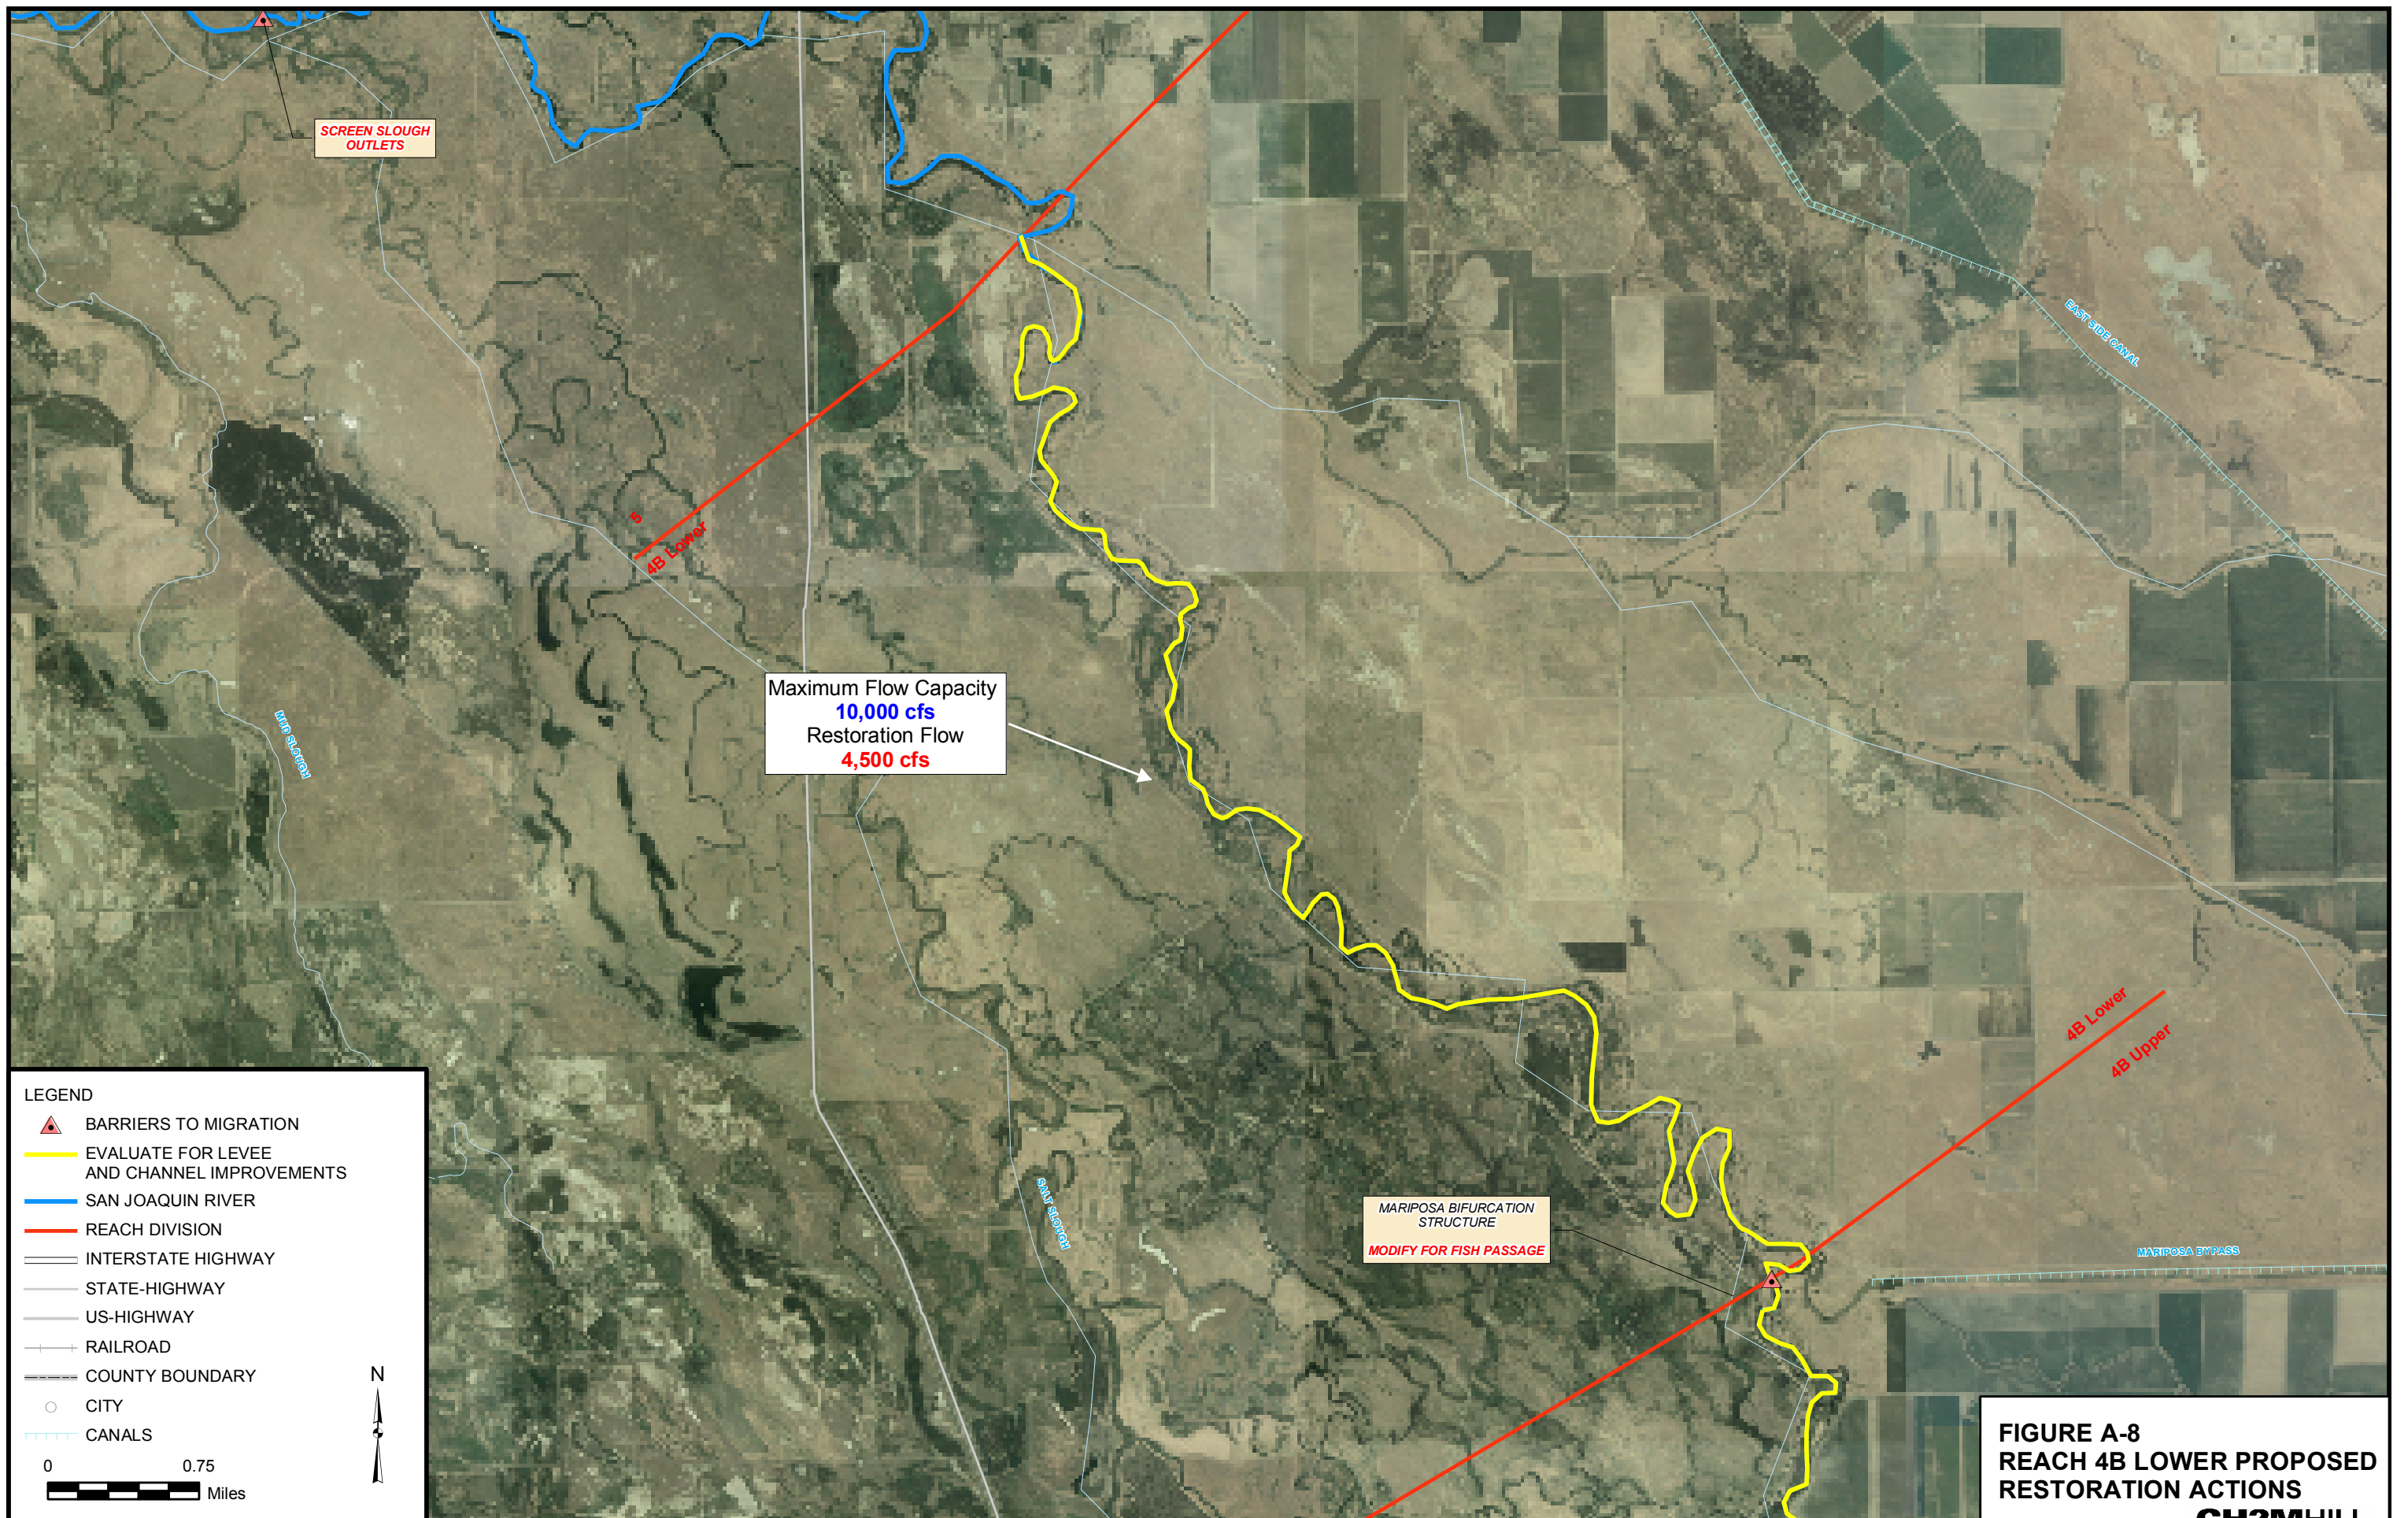 SCREEN SLOUGH
OUTLETS
EAST SIDE CANAL
5
4B Lower
Maximum Flow Capacity
10,000 cfs
Restoration Flow
4,500 cfs
MUD SLOUGH
4B Lower
4B Upper
SALT SLOUGH
MARIPOSA BIFURCATION
STRUCTURE
MODIFY FOR FISH PASSAGE
MARIPOSA BYPASS
LEGEND
BARRIERS TO MIGRATION
EVALUATE FOR LEVEE
AND CHANNEL IMPROVEMENTS
SAN JOAQUIN RIVER
REACH DIVISION
INTERSTATE HIGHWAY
STATE-HIGHWAY
US-HIGHWAY
RAILROAD
COUNTY BOUNDARY
CITY
CANALS
N
0 0.75
Miles
FIGURE A-8
REACH 4B LOWER PROPOSED
RESTORATION ACTIONS
CH2MHILL